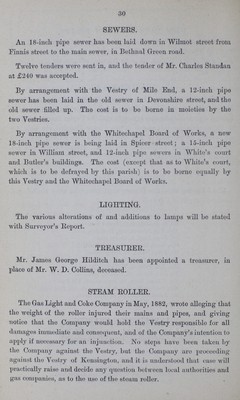 30
SEWERS.
An 18-inch pipe sewer has been laid down in Wilmot street from
Finnis street to the main sewer, in Bethnal Green road.
Twelve tenders were sent in, and the tender of Mr. Charles Standan
at £240 was accepted.
By arrangement with the Vestry of Mile End, a 12-inch pipe
sewer has been laid in the old sewer in Devonshire street, and the
old sewer filled up. The cost is to be borne in moieties by the
two Vestries.
By arrangement with the Whitechapel Board of Works, a new
18-inch pipe sewer is being laid in Spicer street; a 15-inch pipe
sewer in William street, and 12-inch pipe sewers in White's court
and Butler's buildings. The cost (except that as to White's court,
which is to be defrayed by this parish) is to be borne equally by
this Vestry and the Whitechapel Board of Works.
LIGHTING.
The various alterations of and additions to lamps will be stated
with Surveyor's Report.
TREASURER.
Mr. James George Hilditch has been appointed a treasurer, in
place of Mr. W. D. Collins, deceased.
STEAM ROLLER.
The Gas Light and Coke Company in May, 1882, wrote alleging that
the weight of the roller injured their mains and pipes, and giving
notice that the Company would hold the Vestry responsible for all
damages immediate and consequent, and of the Company's intention to
apply if necessary for an injunction. No steps have been taken by
the Company against the Vestry, but the Company are proceeding
against the Vestry of Kensington, and it is understood that case will
practically raise and decide any question between local authorities and
gas companies, as to the use of the steam roller.